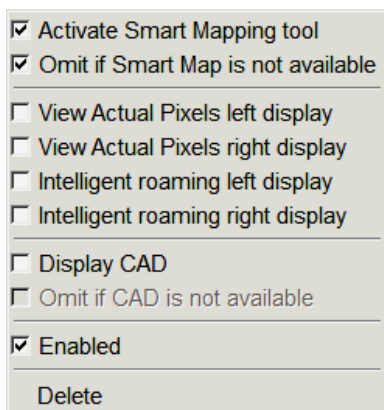 Activate Smart Mapping tool
Omit if Smart Map is not available
View Actual Pixels left display
View Actual Pixels right display
Intelligent roaming left display
Intelligent roaming right display
Display CAD
Omit if CAD is not available
Enabled
Delete